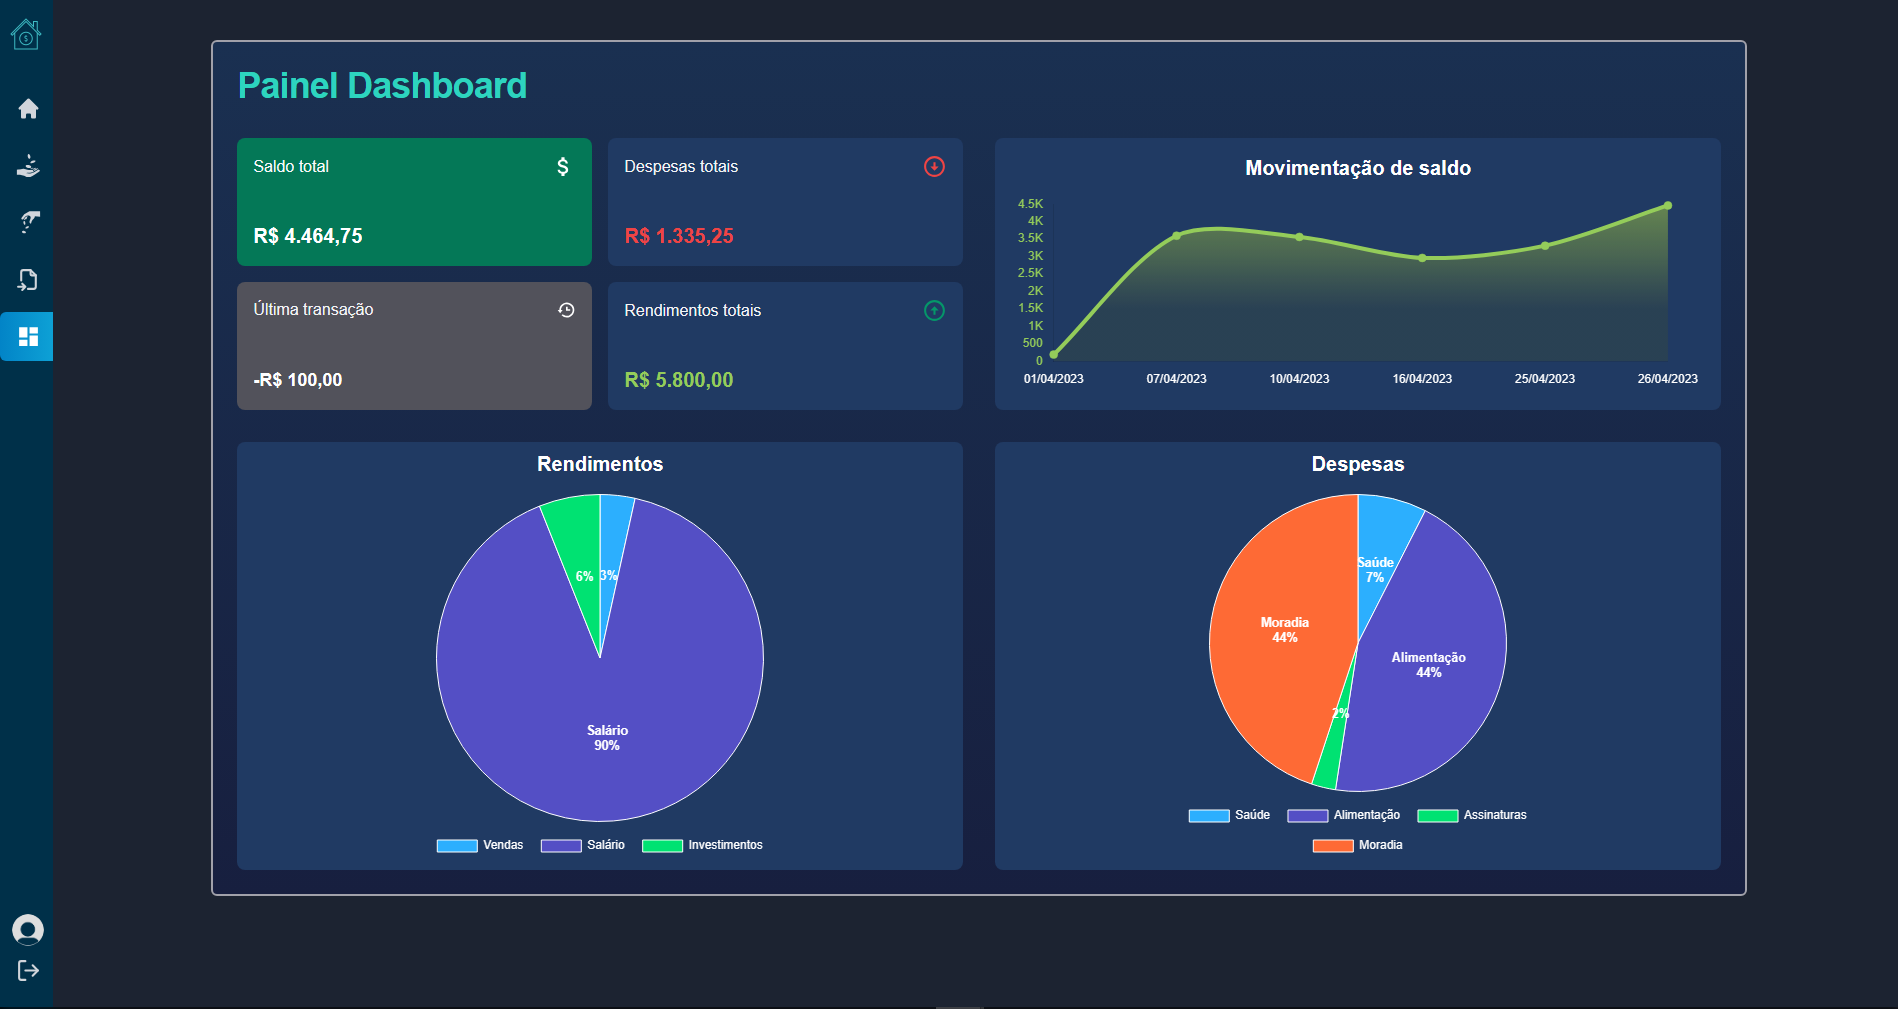 Painel Dashboard
Saldo total
$
R$ 4.464,75
Despesas totais
R$ 1.335,25
Última transação
-R$ 100,00
Rendimentos totais
R$ 5.800,00
Movimentação de saldo
4.5K
4K
3.5K
3K
2.5K
2K
1.5K
1K
500
0
01/04/2023 07/04/2023 10/04/2023 16/04/2023 25/04/2023 26/04/2023
Rendimentos
6% 3%
Salário
90%
Vendas Salário Investimentos
Despesas
Saúde
7%
Moradia
44%
Alimentação
44%
2%
Saúde Alimentação Assinaturas
Moradia